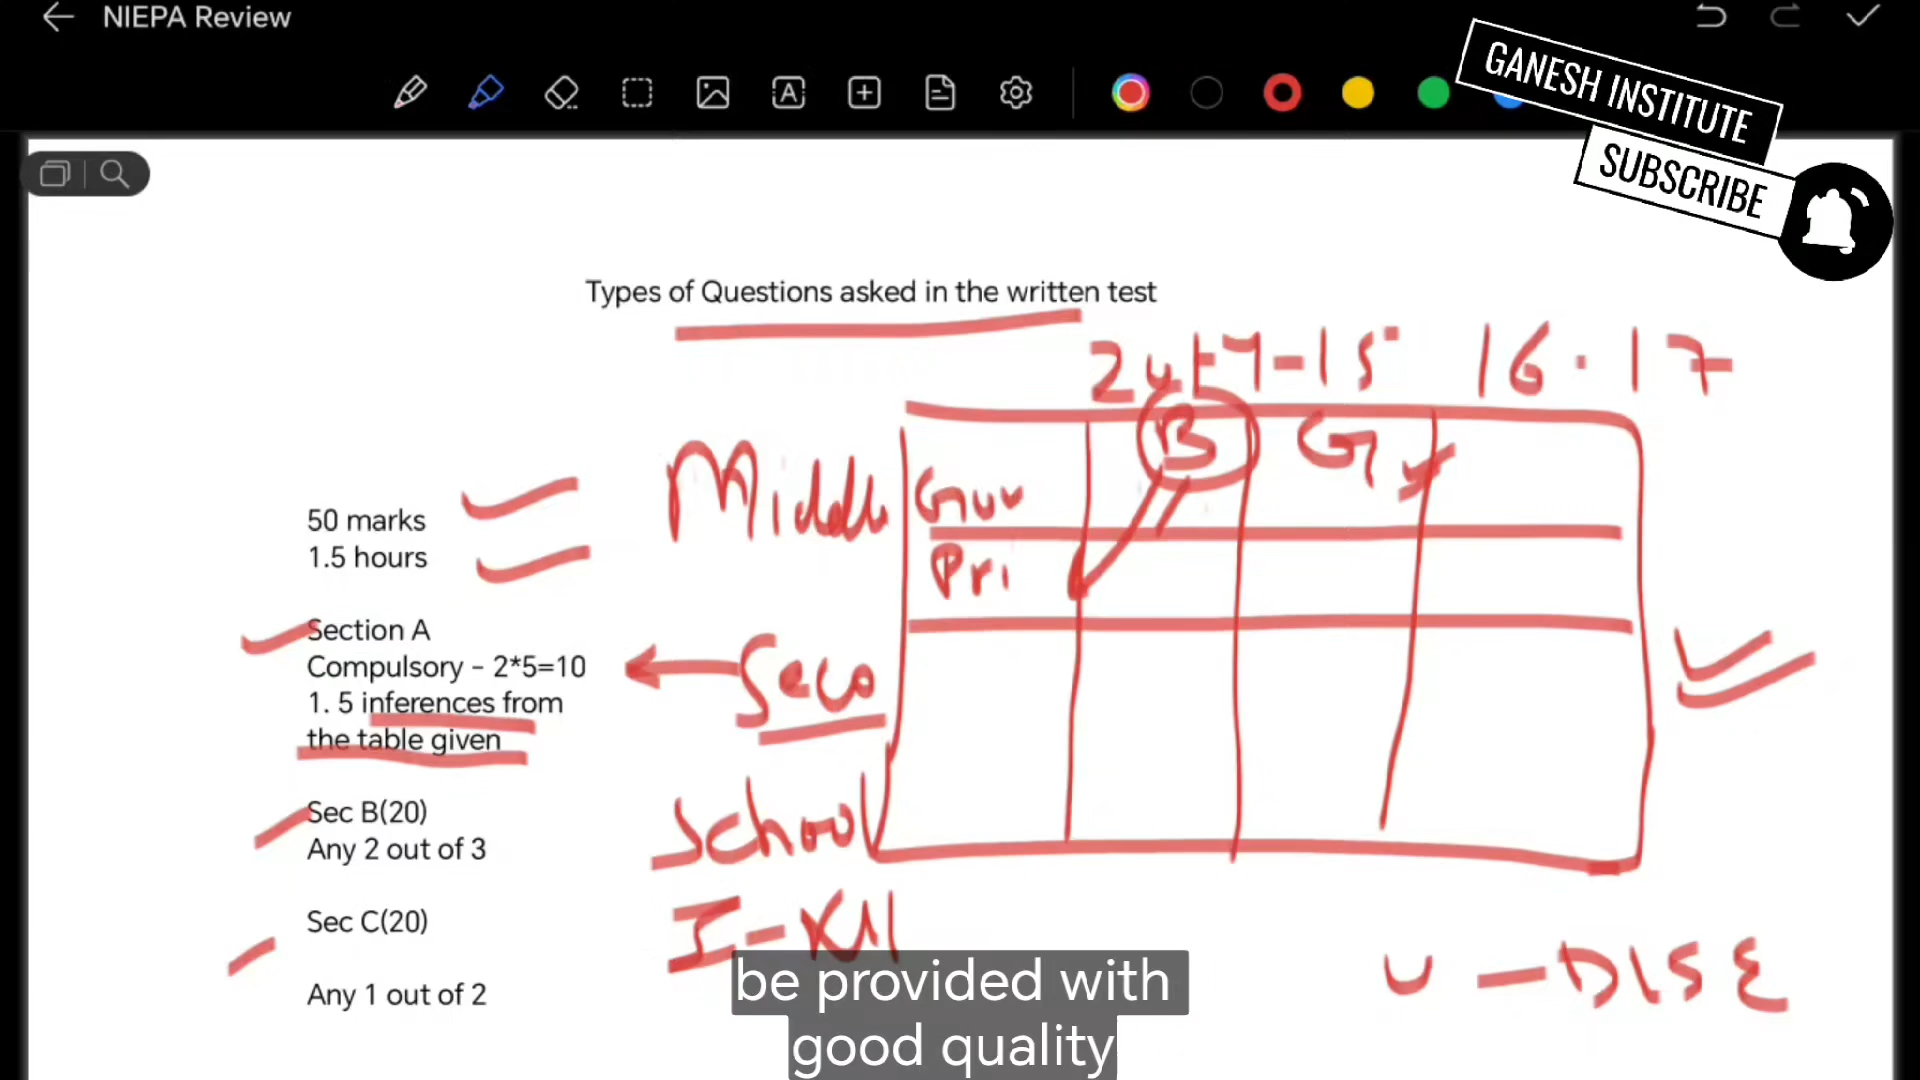 NIEPA Review
GANESH INSTITUTE
SUBSCRIBE
Types of Questions asked in the written test
16-17
B G
Middle Guv
Pri
50 marks
1.5 hours
Section A
Compulsory - 2*5=10
1. 5 inferences from
the table given
Seco
Sec B(20)
Any 2 out of 3
School
I-XII
Sec C(20)
Any 1 out of 2
U-DISE
be provided with
good quality